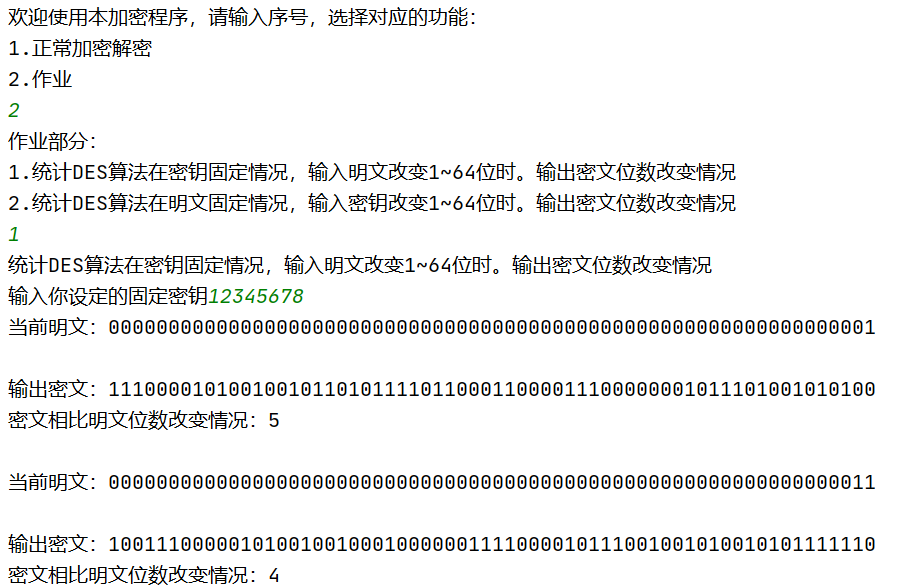 欢迎使用本加密程序，请输入序号，选择对应的功能：
1.正常加密解密
2.作业
2
作业部分：
1.统计DES算法在密钥固定情况，输入明文改变1~64位时。输出密文位数改变情况
2.统计DES算法在明文固定情况，输入密钥改变1~64位时。输出密文位数改变情况
1
统计DES算法在密钥固定情况，输入明文改变1~64位时。输出密文位数改变情况
输入你设定的固定密钥12345678
当前明文：0000000000000000000000000000000000000000000000000000000000000001
输出密文：1110000101001001011010111101100011000011100000001011101001010100
密文相比明文位数改变情况：5
当前明文：0000000000000000000000000000000000000000000000000000000000000011
输出密文：1001110000010100100100010000001111000010111001001010010101111110
密文相比明文位数改变情况：4